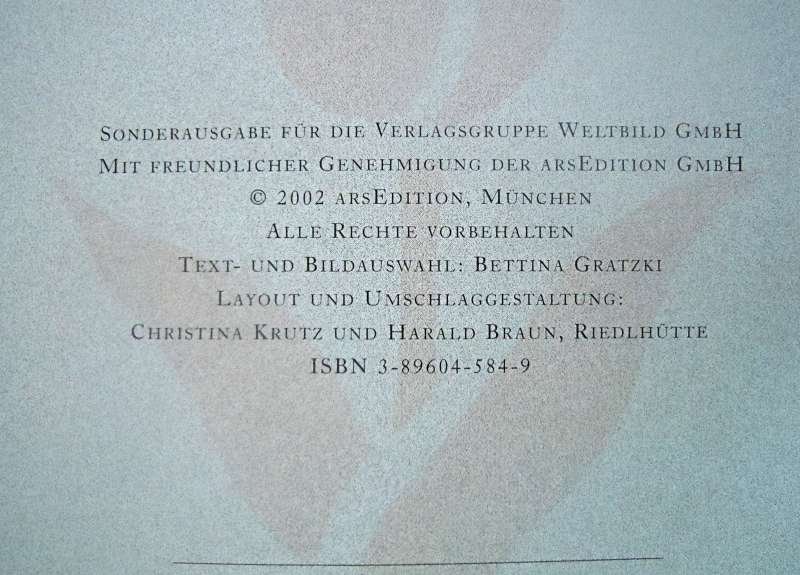 Sonderausgabe für die Verlagsgruppe Weltbild GmbH
Mit freundlicher Genehmigung der arsEdition GmbH
© 2002 arsEdition, München
Alle Rechte vorbehalten
Text- und Bildauswahl: Bettina Gratzki
Layout und Umschlaggestaltung:
Christina Krutz und Harald Braun, Riedlhütte
ISBN 3-89604-584-9